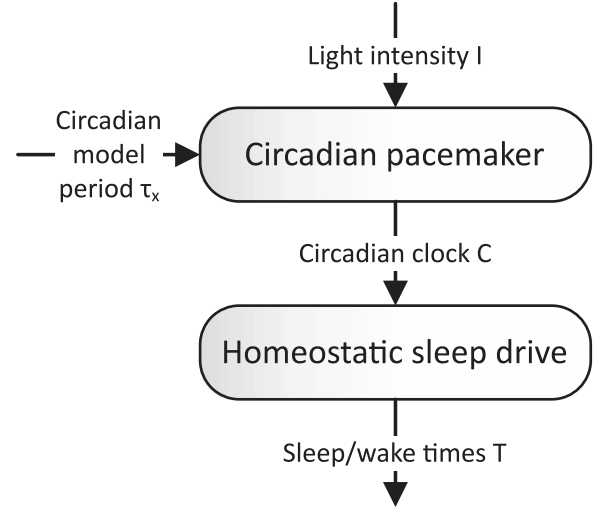 Light intensity I
Circadian
model
period τₓ
Circadian pacemaker
Circadian clock C
Homeostatic sleep drive
Sleep/wake times T